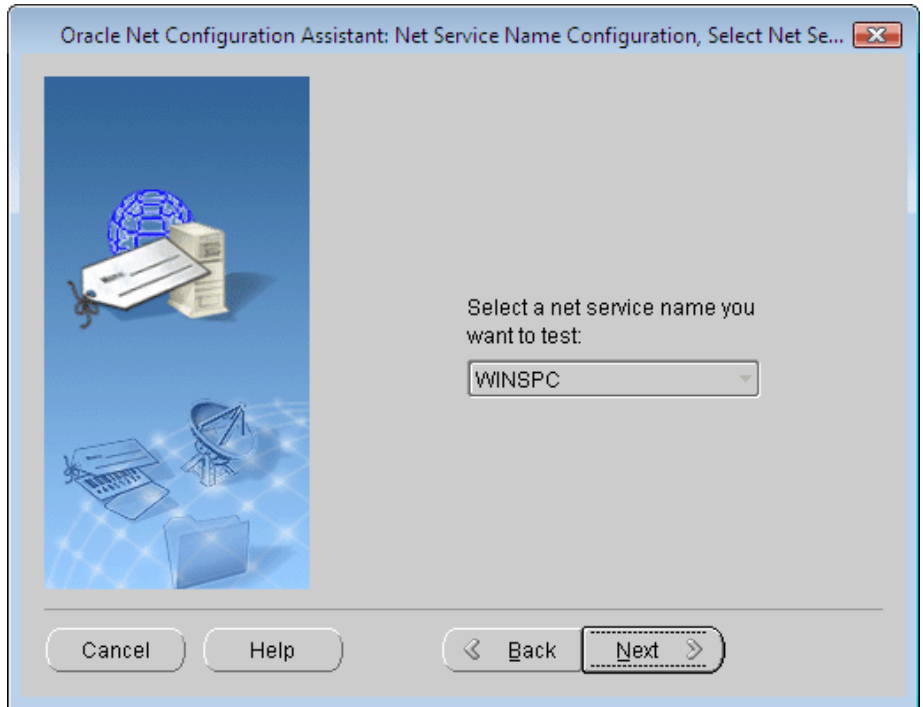 Oracle Net Configuration Assistant: Net Service Name Configuration, Select Net Se...
Select a net service name you
want to test:
WINSPC
Cancel
Help
Back
Next